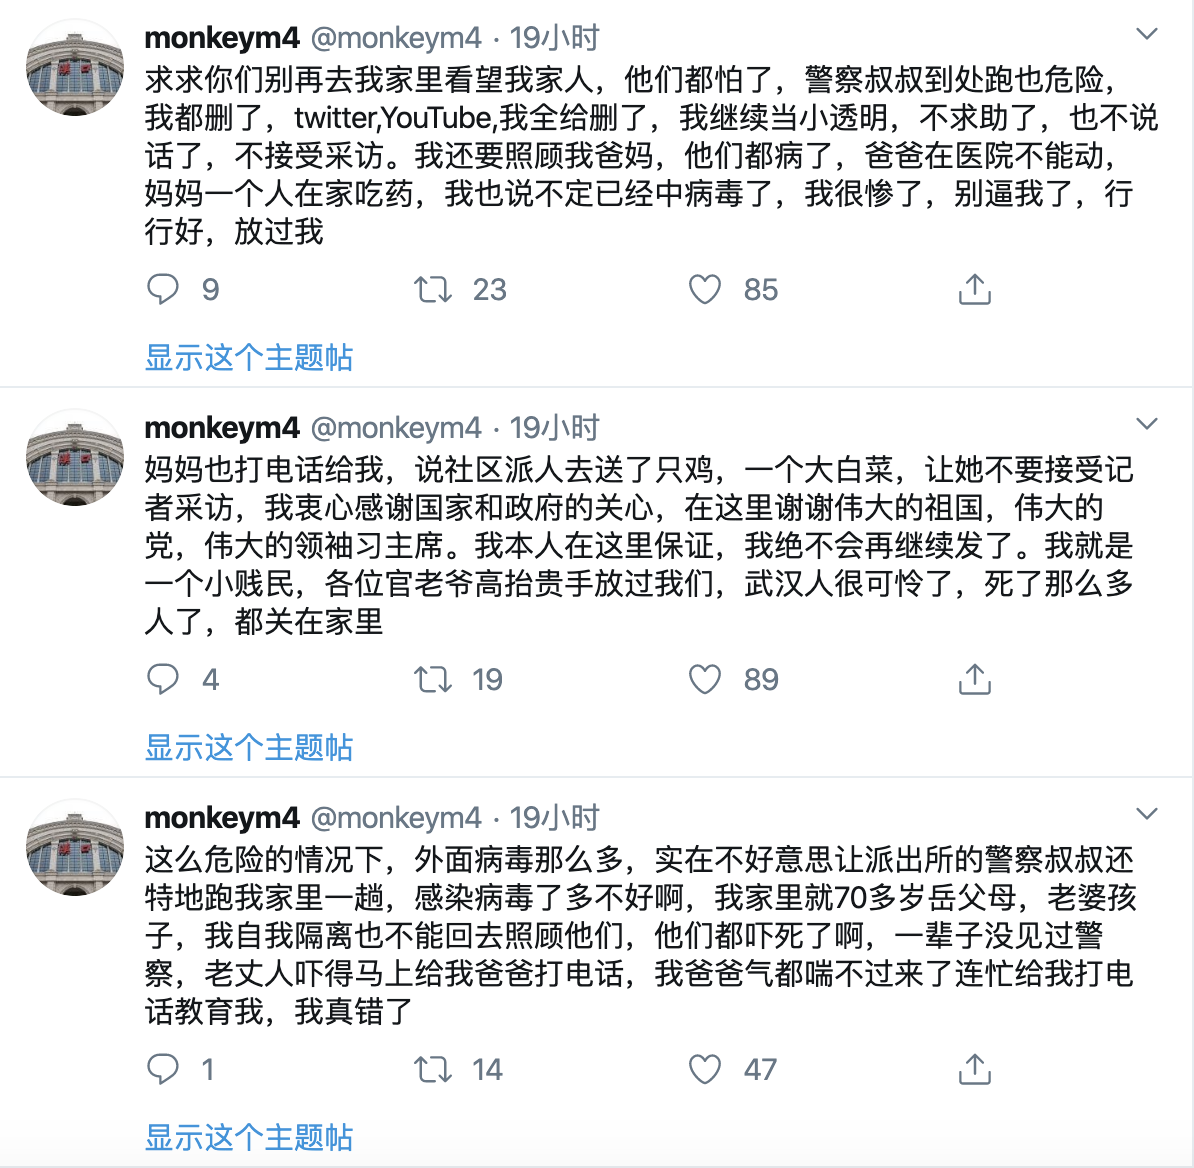 monkeym4 @monkeym4 · 19小时
求求你们别再去我家里看望我家人，他们都怕了，警察叔叔到处跑也危险，
我都删了，twitter,YouTube,我全给删了，我继续当小透明，不求助了，也不说
话了，不接受采访。我还要照顾我爸妈，他们都病了，爸爸在医院不能动，
妈妈一个人在家吃药，我也说不定已经中病毒了，我很惨了，别逼我了，行
行好，放过我
9 23 85
显示这个主题帖
monkeym4 @monkeym4 · 19小时
妈妈也打电话给我，说社区派人去送了只鸡，一个大白菜，让她不要接受记
者采访，我衷心感谢国家和政府的关心，在这里谢谢伟大的祖国，伟大的
党，伟大的领袖习主席。我本人在这里保证，我绝不会再继续发了。我就是
一个小贱民，各位官老爷高抬贵手放过我们，武汉人很可怜了，死了那么多
人了，都关在家里
4 19 89
显示这个主题帖
monkeym4 @monkeym4 · 19小时
这么危险的情况下，外面病毒那么多，实在不好意思让派出所的警察叔叔还
特地跑我家里一趟，感染病毒了多不好啊，我家里就70多岁岳父母，老婆孩
子，我自我隔离也不能回去照顾他们，他们都吓死了啊，一辈子没见过警
察，老丈人吓得马上给我爸爸打电话，我爸爸气都喘不过来了连忙给我打电
话教育我，我真错了
1 14 47
显示这个主题帖